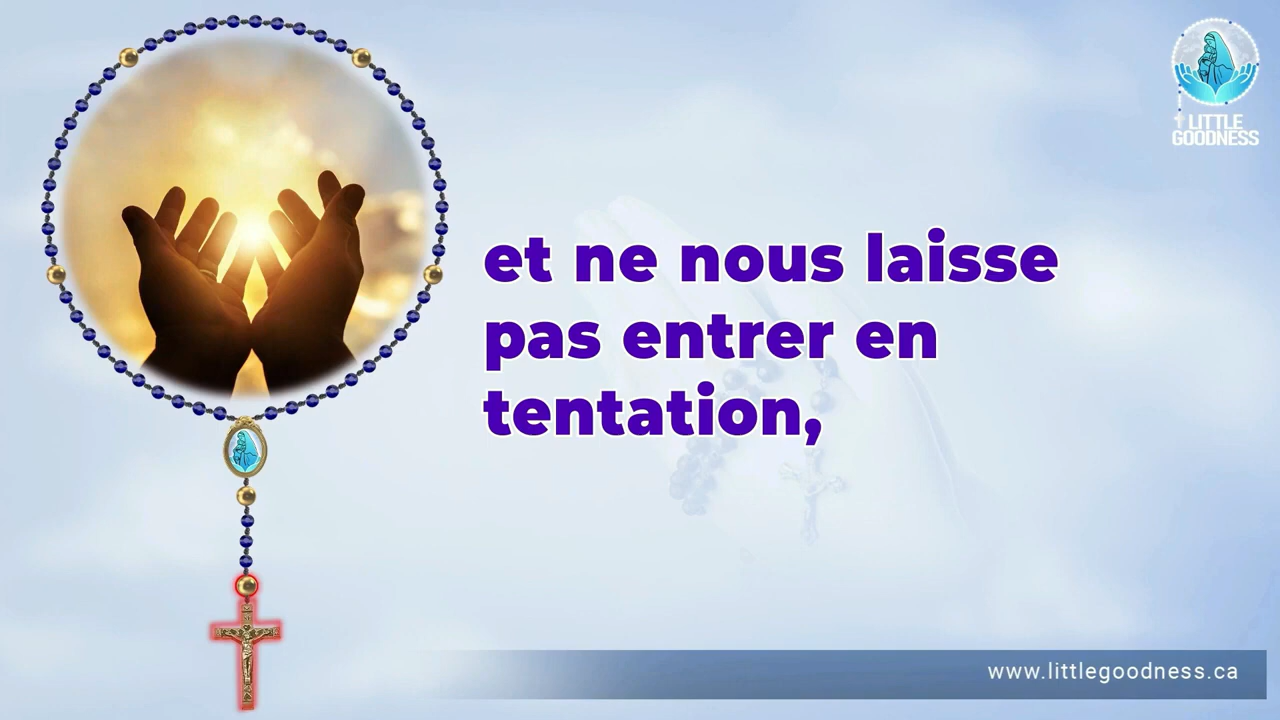 LITTLE
GOODNESS
et ne nous laisse
pas entrer en
tentation,
www.littlegoodness.ca